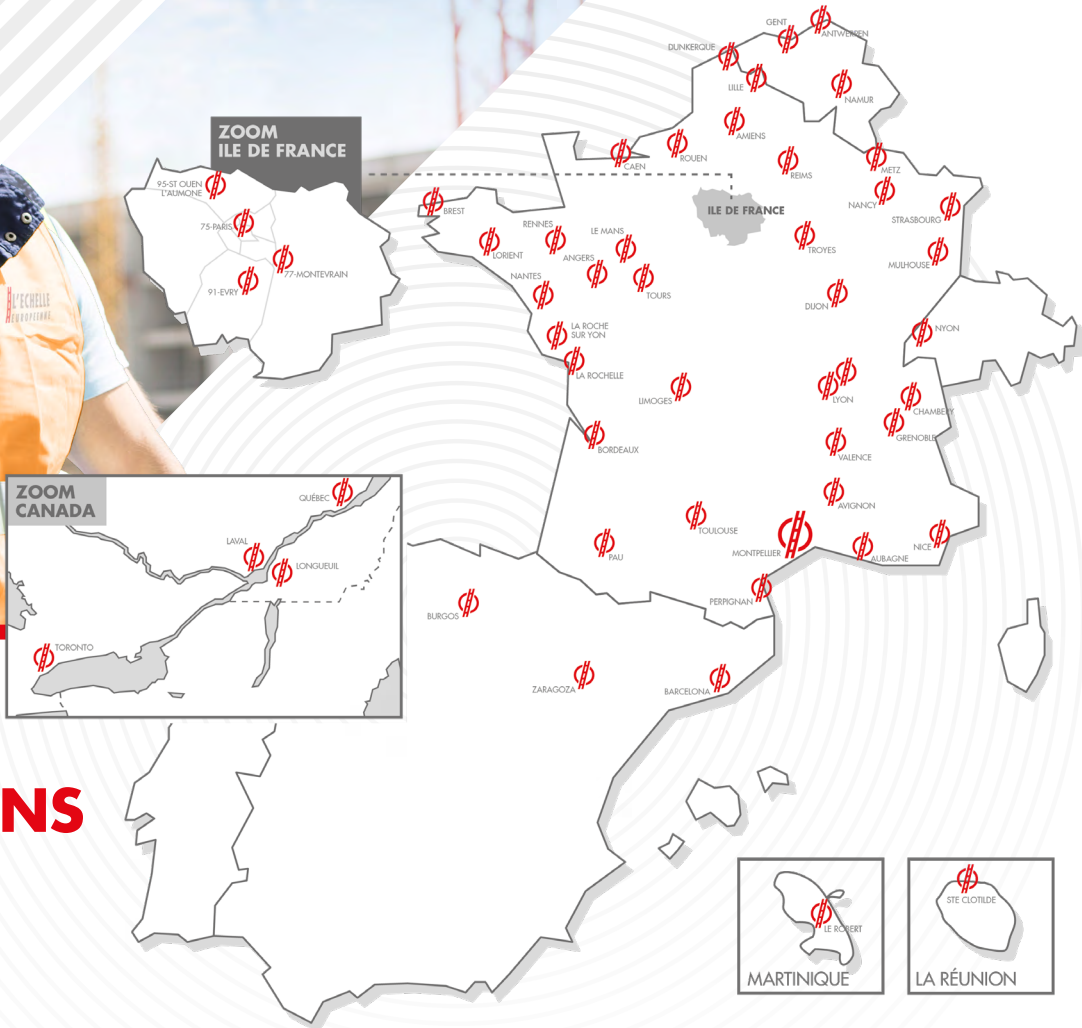 GENT
ANTWERPEN
DUNKERQUE
LILLE
NAMUR
ZOOM
ILE DE FRANCE
AMIENS
ROUEN
CAEN
REIMS
METZ
95-ST OUEN
L'AUMONE
75-PARIS
77-MONTEVRAIN
91-EVRY
BREST
NANCY
STRASBOURG
ILE DE FRANCE
RENNES
LE MANS
LORIENT
ANGERS
TROYES
MULHOUSE
NANTES
TOURS
L'ECHELLE
EUROPEENNE
DIJON
LA ROCHE
SUR YON
NYON
LA ROCHELLE
LIMOGES
LYON
CHAMBERY
GRENOBLE
BORDEAUX
VALENCE
ZOOM
CANADA
QUÉBEC
AVIGNON
LAVAL
LONGUEUIL
TOULOUSE
PAU
MONTPELLIER
AUBAGNE
NICE
PERPIGNAN
BURGOS
TORONTO
ZARAGOZA
BARCELONA
NS
STE CLOTILDE
LE ROBERT
MARTINIQUE
LA RÉUNION